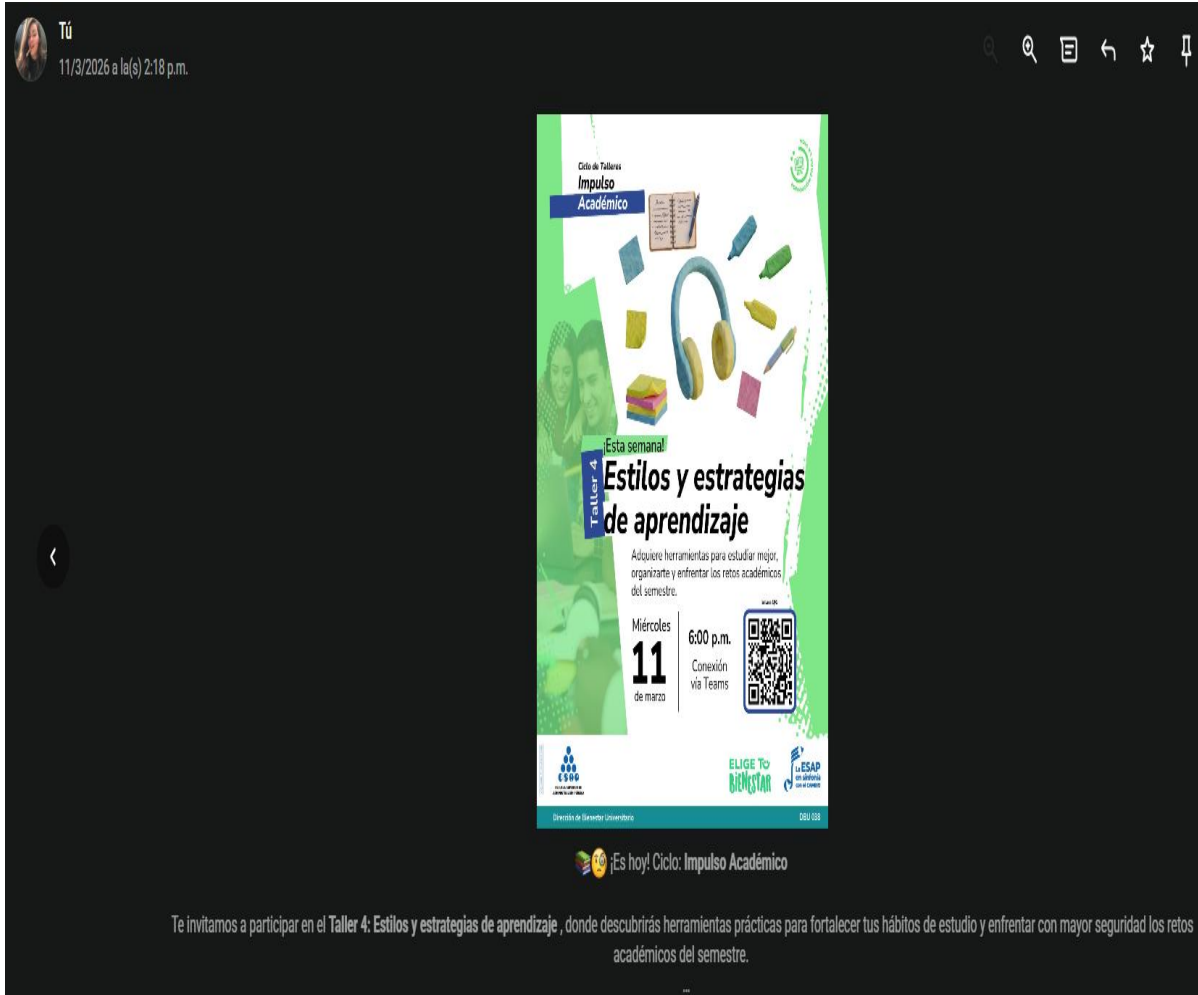 Tú
11/3/2026 a la(s) 2:18 p.m.
Ciclo de Talleres
Impulso
Académico
¡Esta semana!
Taller 4
Estilos y estrategias
de aprendizaje
Adquiere herramientas para estudiar mejor,
organizarte y enfrentar los retos académicos
del semestre.
Miércoles
11
de marzo
6:00 p.m.
Conexión
vía Teams
ELIGE TU
BIENESTAR
La ESAP
en sintonía
con el CAMBIO
Dirección de Bienestar Universitario
DBU 038
¡Es hoy! Ciclo: Impulso Académico
Te invitamos a participar en el Taller 4: Estilos y estrategias de aprendizaje , donde descubrirás herramientas prácticas para fortalecer tus hábitos de estudio y enfrentar con mayor seguridad los retos
académicos del semestre.
...